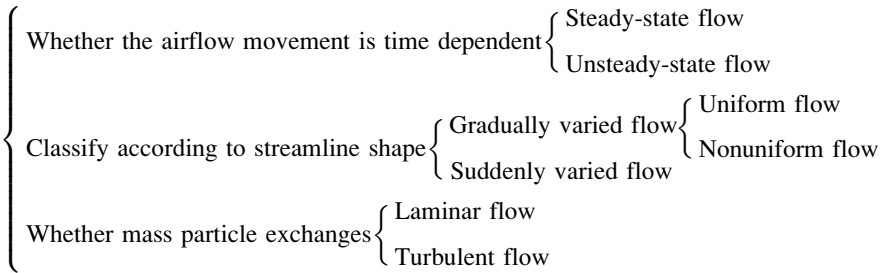 Whether the airflow movement is time dependent
Steady-state flow
Unsteady-state flow
Classify according to streamline shape
Gradually varied flow
Uniform flow
Nonuniform flow
Suddenly varied flow
Whether mass particle exchanges
Laminar flow
Turbulent flow